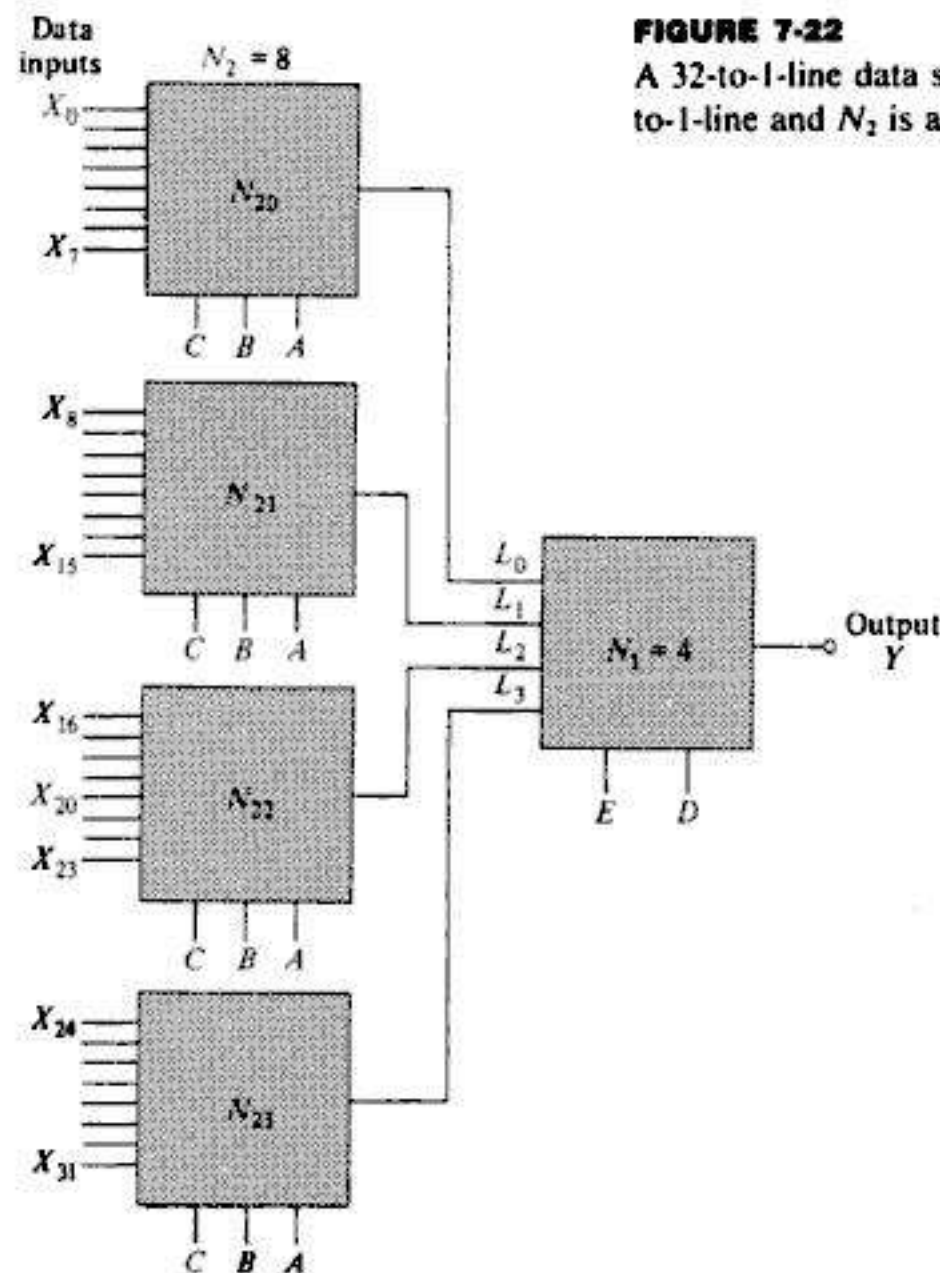 Data
inputs
N₂ = 8
FIGURE 7-22
A 32-to-1-line data s
to-1-line and N₂ is a
X₀
N₂₀
X₇
C B A
X₈
N₂₁
X₁₅
C B A
L₀
L₁
L₂
L₃
N₁ = 4
Output
Y
E D
X₁₆
X₂₀
N₂₂
X₂₃
C B A
X₂₄
N₂₃
X₃₁
C B A